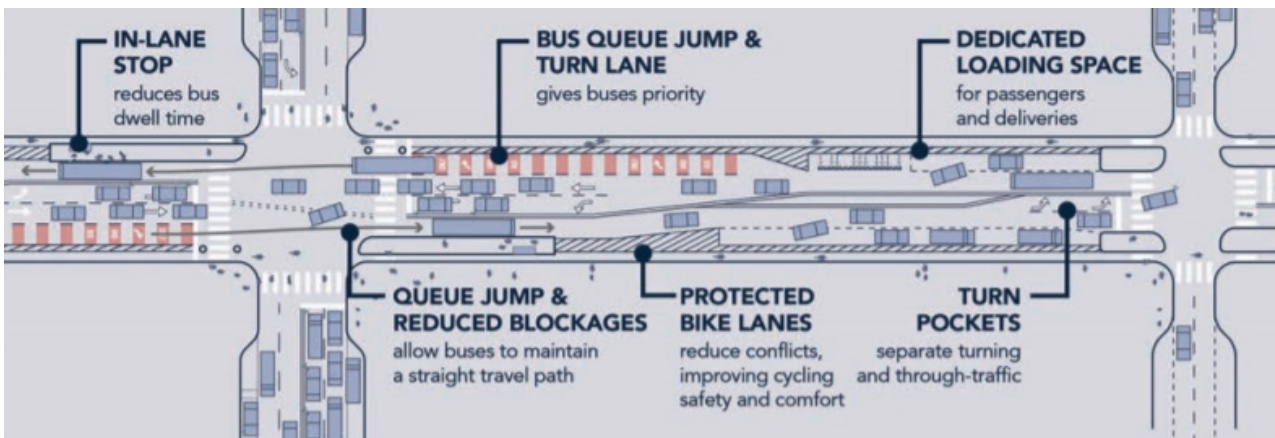 IN-LANE
STOP
reduces bus
dwell time
BUS QUEUE JUMP &
TURN LANE
gives buses priority
DEDICATED
LOADING SPACE
for passengers
and deliveries
QUEUE JUMP &
REDUCED BLOCKAGES
allow buses to maintain
a straight travel path
PROTECTED
BIKE LANES
reduce conflicts,
improving cycling
safety and comfort
TURN
POCKETS
separate turning
and through-traffic